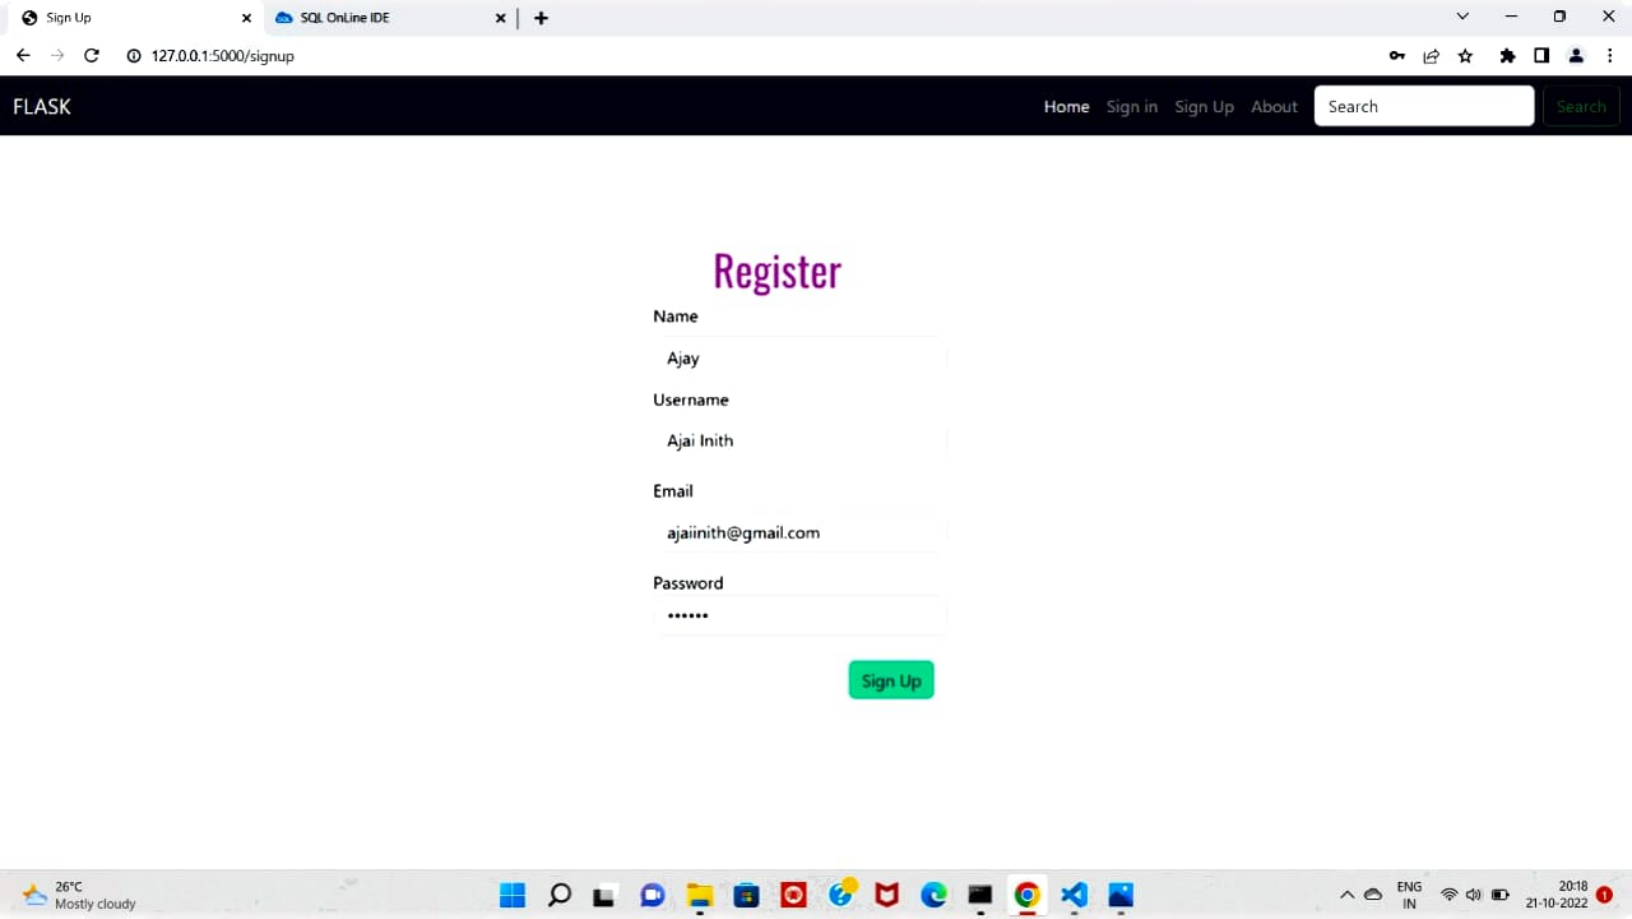 Sign Up
SQL OnLine IDE
127.0.0.1:5000/signup
FLASK
Home Sign in Sign Up About Search Search
Register
Name
Ajay
Username
Ajai Inith
Email
ajaiinith@gmail.com
Password
••••••
Sign Up
26°C
Mostly cloudy
ENG
IN
20:18
21-10-2022
1